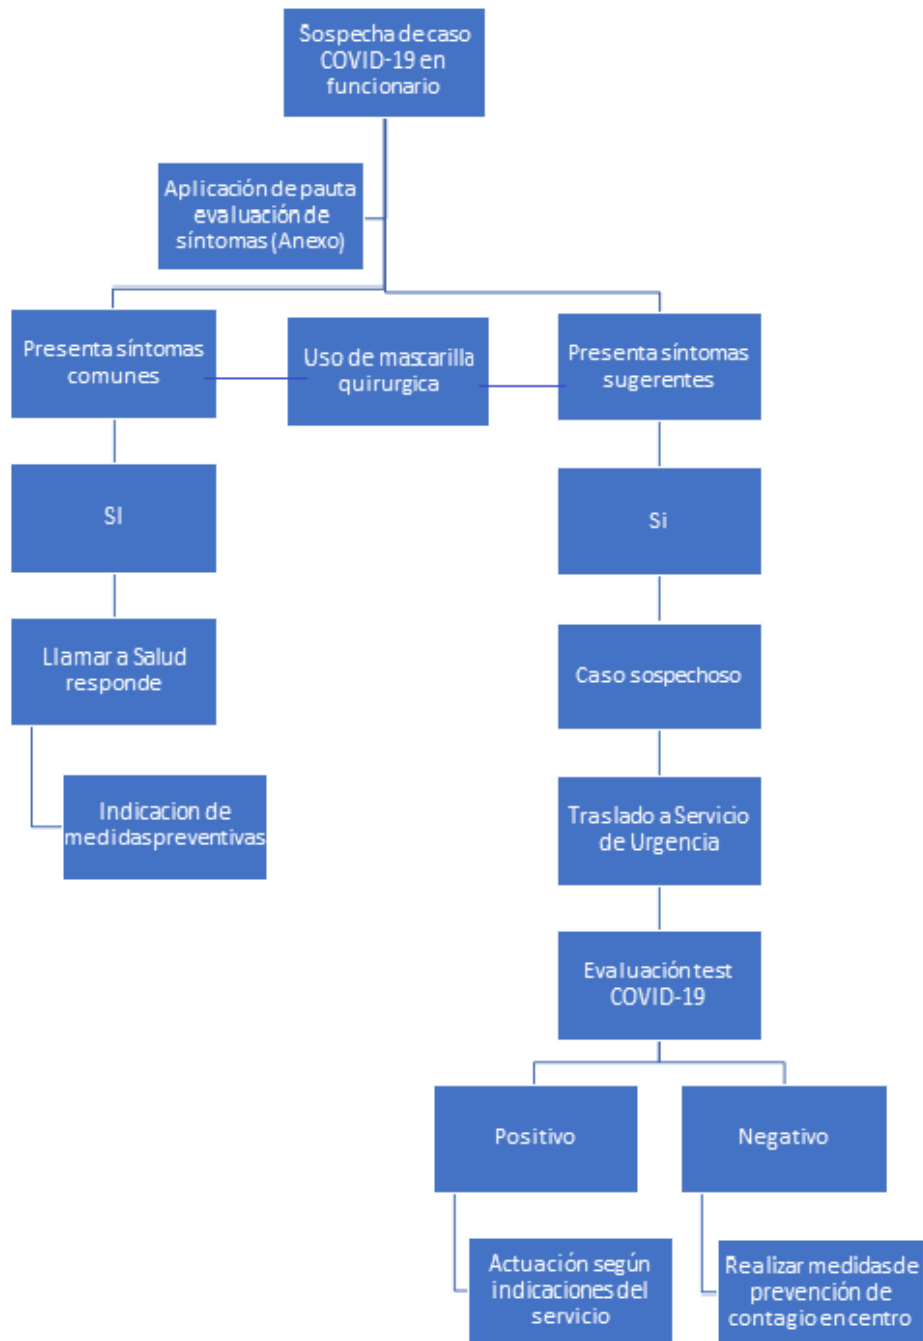 Sospecha de caso
COVID-19 en
funcionario
Aplicación de pauta
evaluación de
síntomas (Anexo)
Presenta síntomas
comunes
Uso de mascarilla
quirurgica
Presenta síntomas
sugerentes
SI
Si
Llamar a Salud
responde
Caso sospechoso
Indicacion de
medidas preventivas
Traslado a Servicio
de Urgencia
Evaluación test
COVID-19
Positivo
Negativo
Actuación según
indicaciones del
servicio
Realizar medidas de
prevención de
contagio en centro